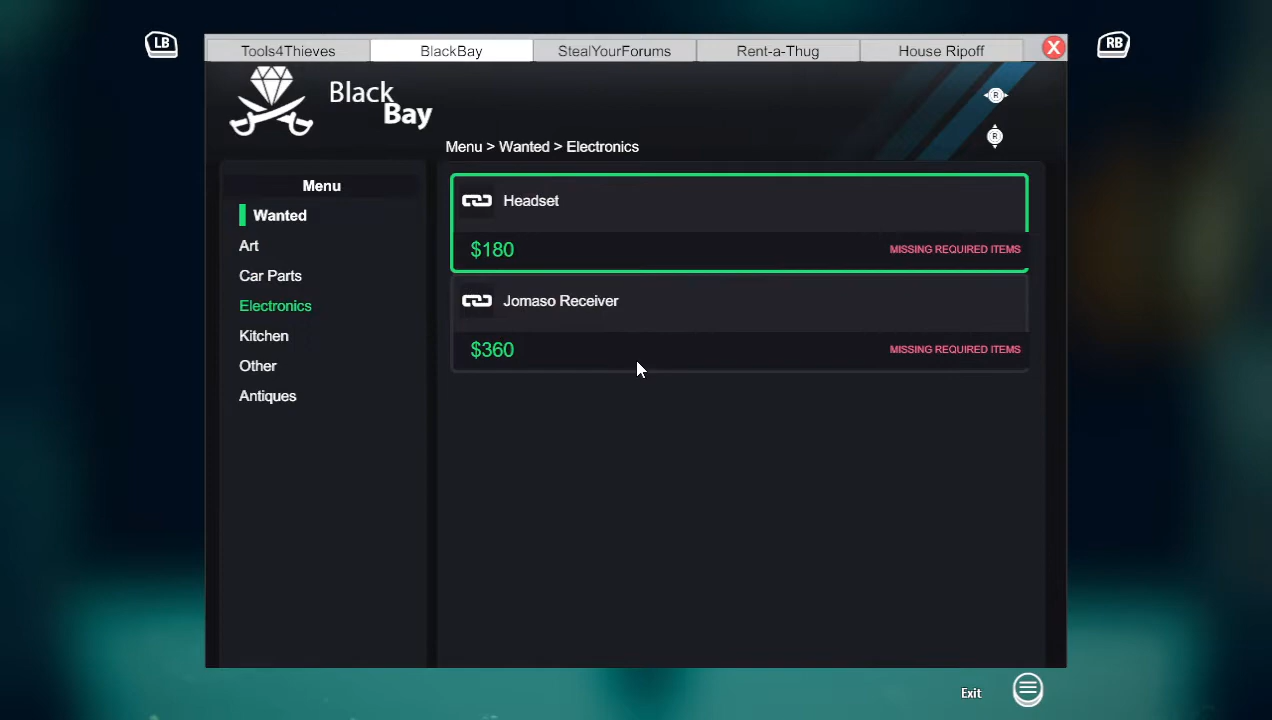 LB
Tools4Thieves
BlackBay
StealYourForums
Rent-a-Thug
House Ripoff
X
RB
Black
Bay
R
R
Menu > Wanted > Electronics
Menu
Wanted
Art
Car Parts
Electronics
Kitchen
Other
Antiques
Headset
$180
MISSING REQUIRED ITEMS
Jomaso Receiver
$360
MISSING REQUIRED ITEMS
Exit